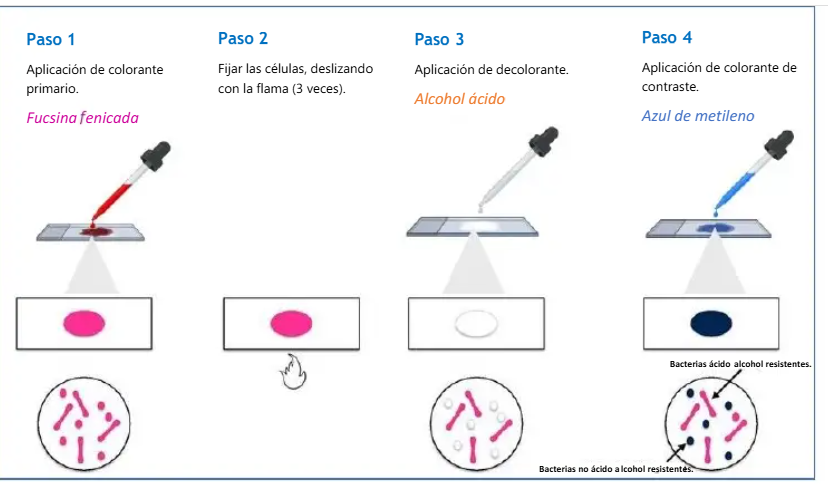 Paso 1
Aplicación de colorante
primario.
Fucsina fenicada
Paso 2
Fijar las células, deslizando
con la flama (3 veces).
Paso 3
Aplicación de decolorante.
Alcohol ácido
Paso 4
Aplicación de colorante de
contraste.
Azul de metileno
Bacterias ácido alcohol resistentes.
Bacterias no ácido alcohol resistentes.